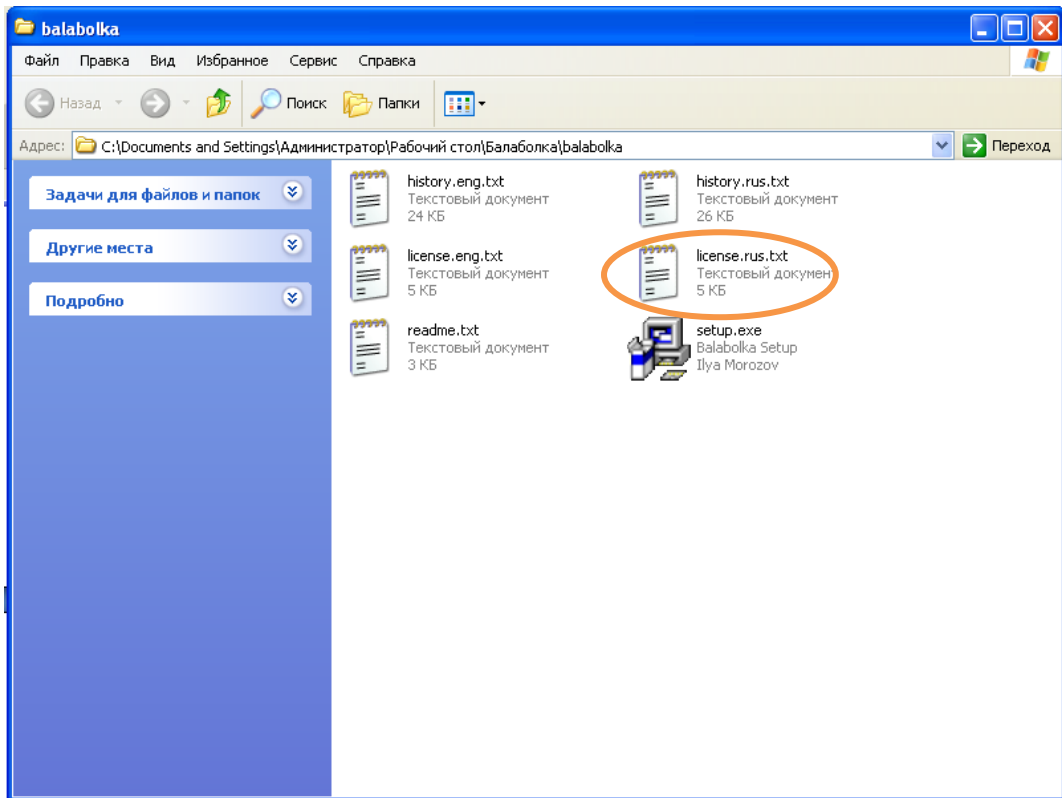 balabolka
Файл Правка Вид Избранное Сервис Справка
Назад Поиск Папки
Адрес: C:\Documents and Settings\Администратор\Рабочий стол\Балаболка\balabolka Переход
Задачи для файлов и папок
Другие места
Подробно
history.eng.txt
Текстовый документ
24 КБ
history.rus.txt
Текстовый документ
26 КБ
license.eng.txt
Текстовый документ
5 КБ
license.rus.txt
Текстовый документ
5 КБ
readme.txt
Текстовый документ
3 КБ
setup.exe
Balabolka Setup
Ilya Morozov